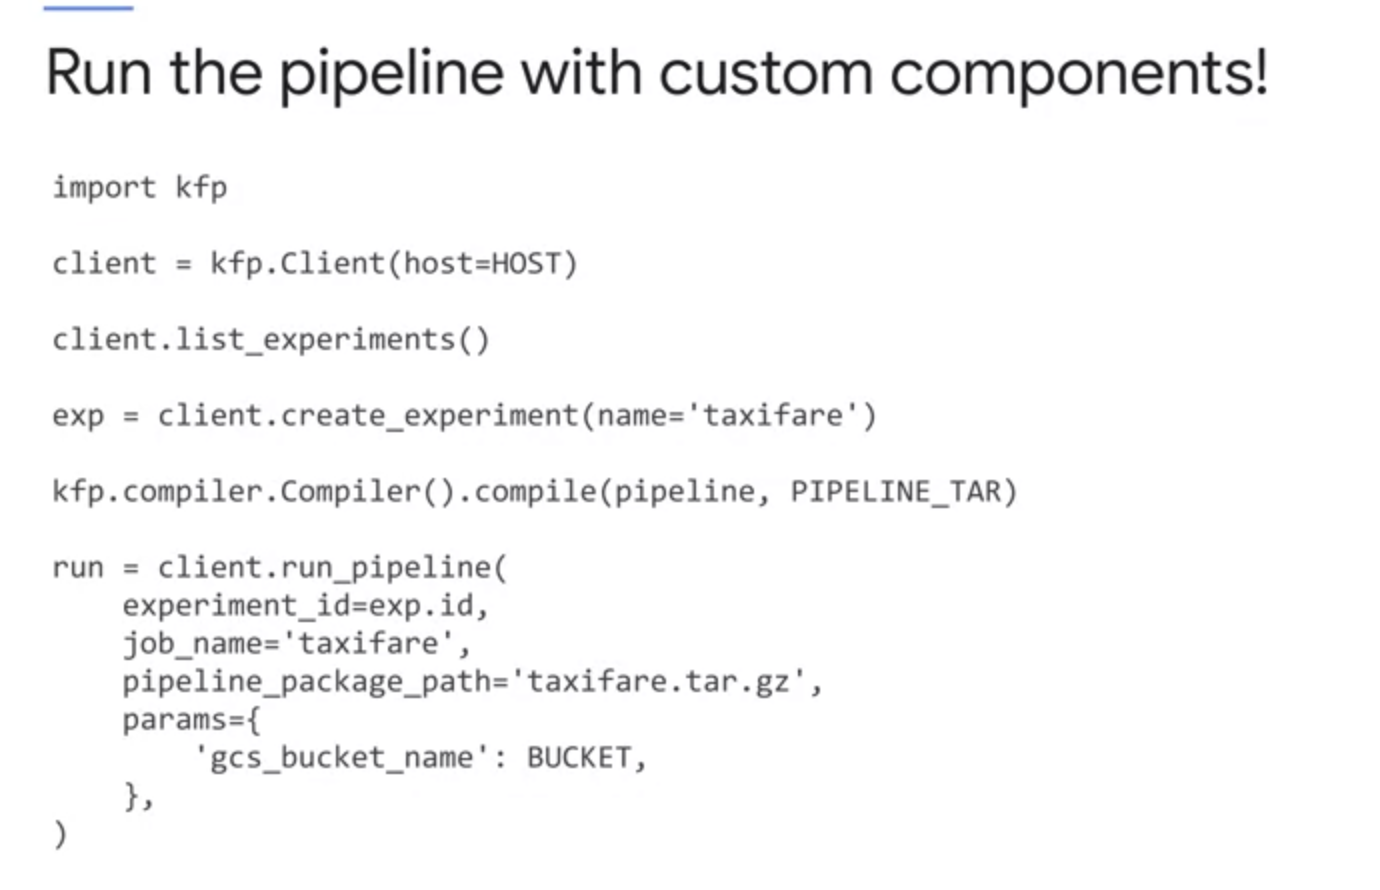 Run the pipeline with custom components!
import kfp
client = kfp.Client(host=HOST)
client.list_experiments()
exp = client.create_experiment(name='taxifare')
kfp.compiler.Compiler().compile(pipeline, PIPELINE_TAR)
run = client.run_pipeline(
    experiment_id=exp.id,
    job_name='taxifare',
    pipeline_package_path='taxifare.tar.gz',
    params={
        'gcs_bucket_name': BUCKET,
    },
)